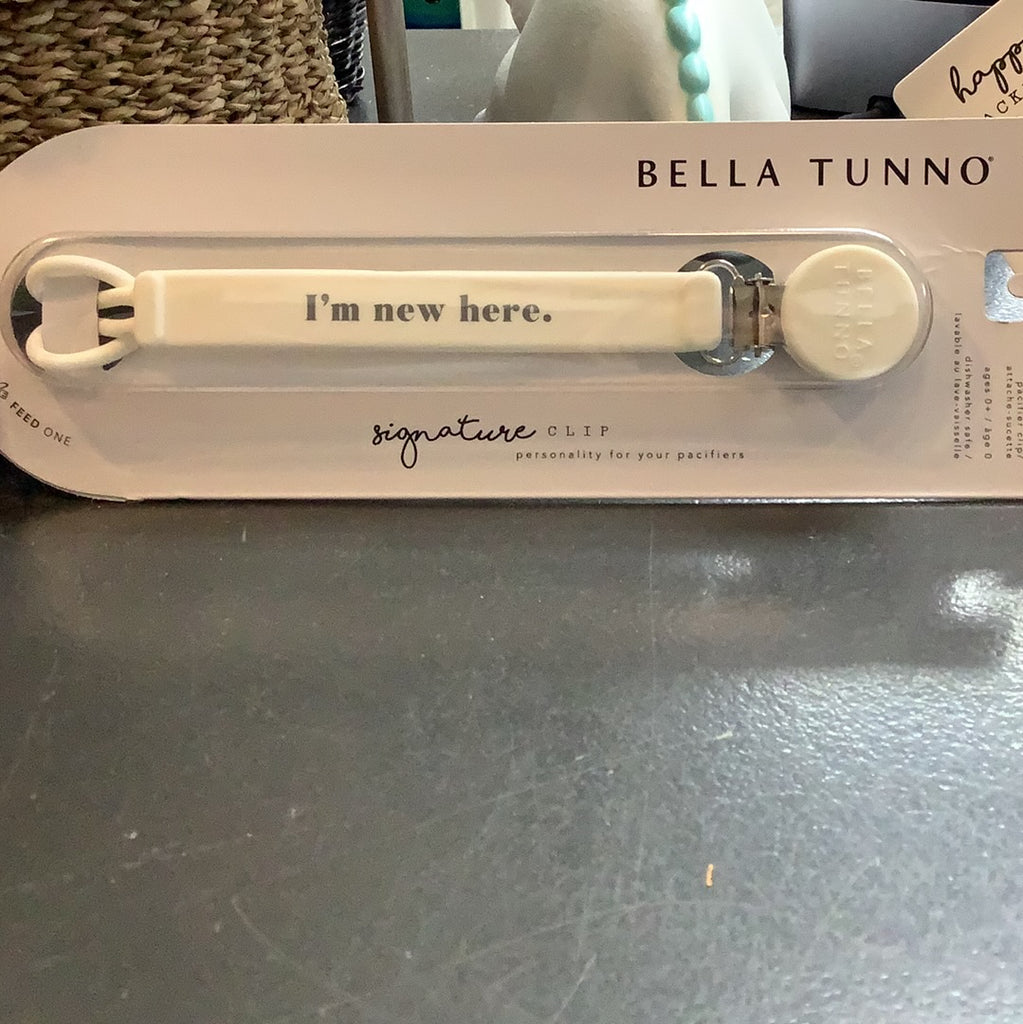 happ
ACK
BELLA TUNNO
I'm new here.
BELLA
TUNNO
FEED ONE
signature CLIP
personality for your pacifiers
pacifier clip/
attache-sucette
ages 0+ / âge 0
dishwasher safe /
lavable au lave-vaisselle